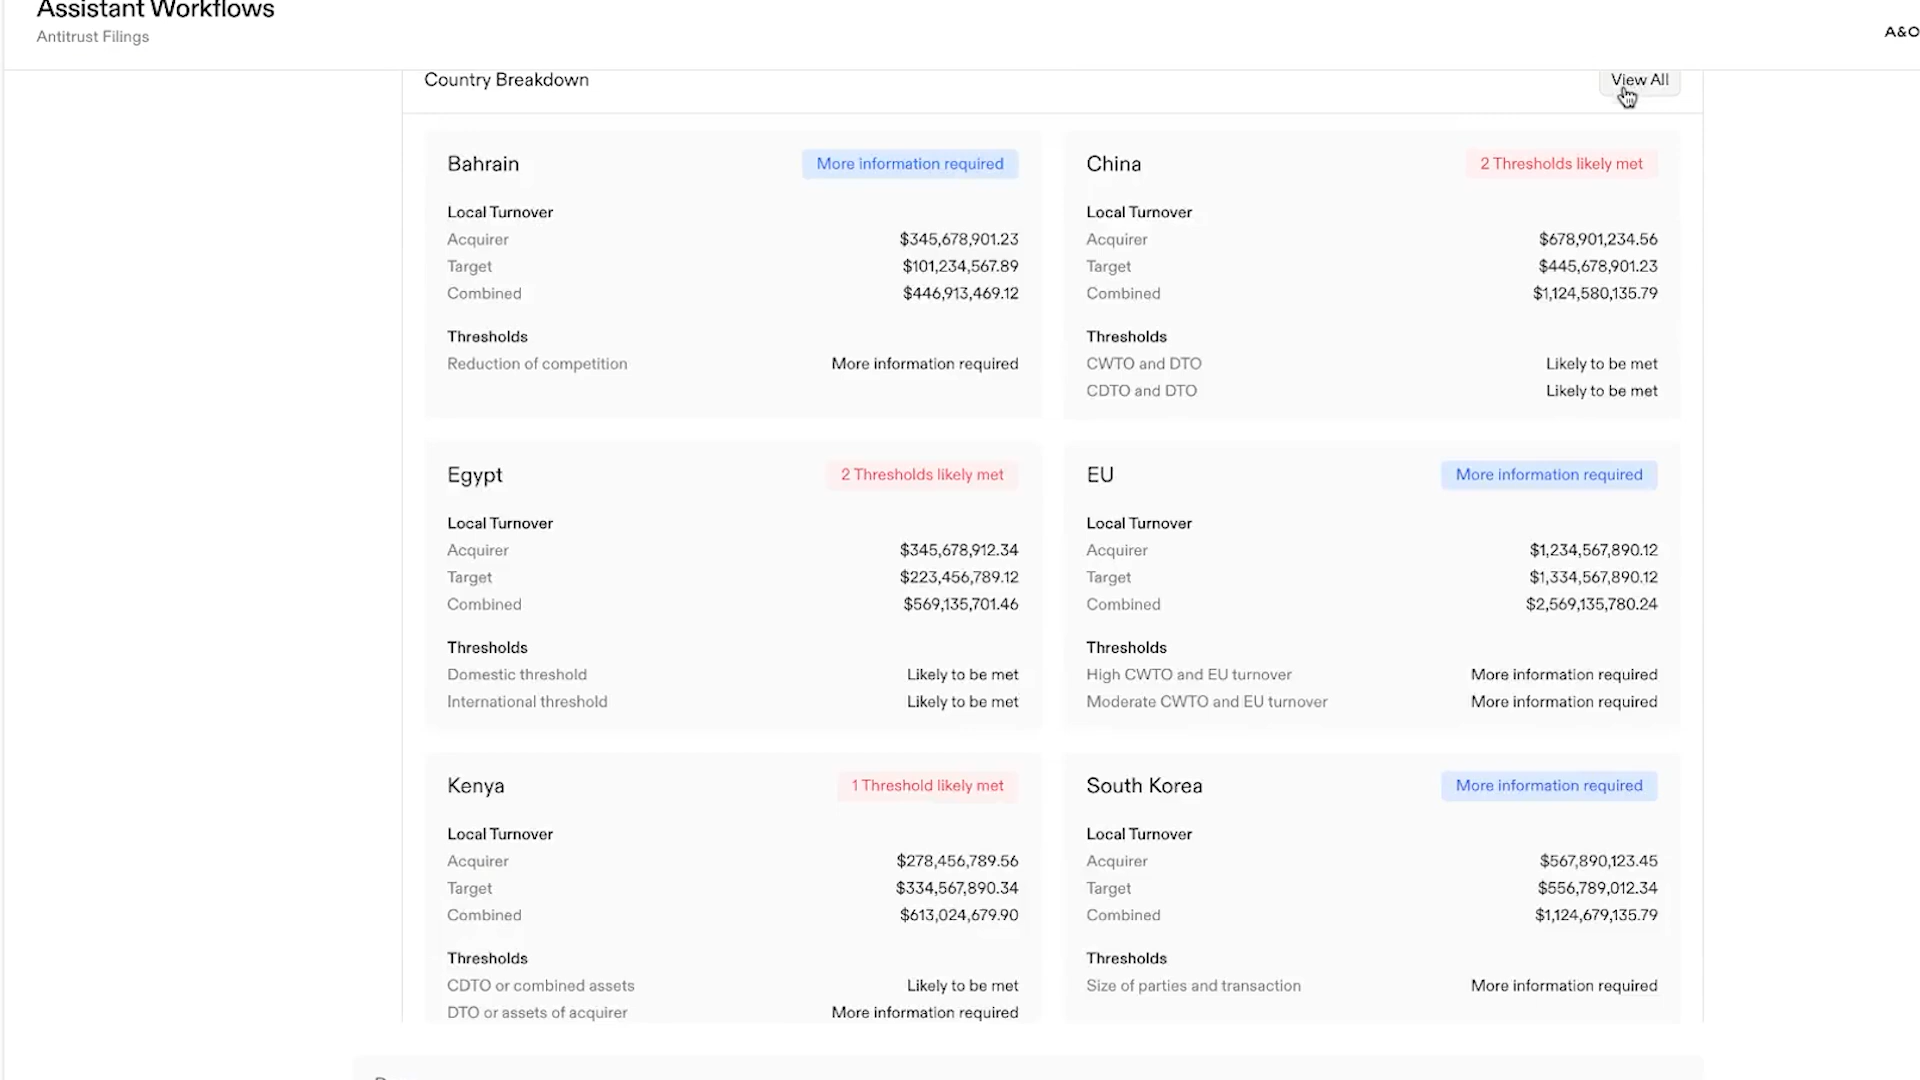 Assistant Workflows
Antitrust Filings
A&O
Country Breakdown
View All
Bahrain
More information required
Local Turnover
Acquirer $345,678,901.23
Target $101,234,567.89
Combined $446,913,469.12
Thresholds
Reduction of competition More information required
China
2 Thresholds likely met
Local Turnover
Acquirer $678,901,234.56
Target $445,678,901.23
Combined $1,124,580,135.79
Thresholds
CWTO and DTO Likely to be met
CDTO and DTO Likely to be met
Egypt
2 Thresholds likely met
Local Turnover
Acquirer $345,678,912.34
Target $223,456,789.12
Combined $569,135,701.46
Thresholds
Domestic threshold Likely to be met
International threshold Likely to be met
EU
More information required
Local Turnover
Acquirer $1,234,567,890.12
Target $1,334,567,890.12
Combined $2,569,135,780.24
Thresholds
High CWTO and EU turnover More information required
Moderate CWTO and EU turnover More information required
Kenya
1 Threshold likely met
Local Turnover
Acquirer $278,456,789.56
Target $334,567,890.34
Combined $613,024,679.90
Thresholds
CDTO or combined assets Likely to be met
DTO or assets of acquirer More information required
South Korea
More information required
Local Turnover
Acquirer $567,890,123.45
Target $556,789,012.34
Combined $1,124,679,135.79
Thresholds
Size of parties and transaction More information required